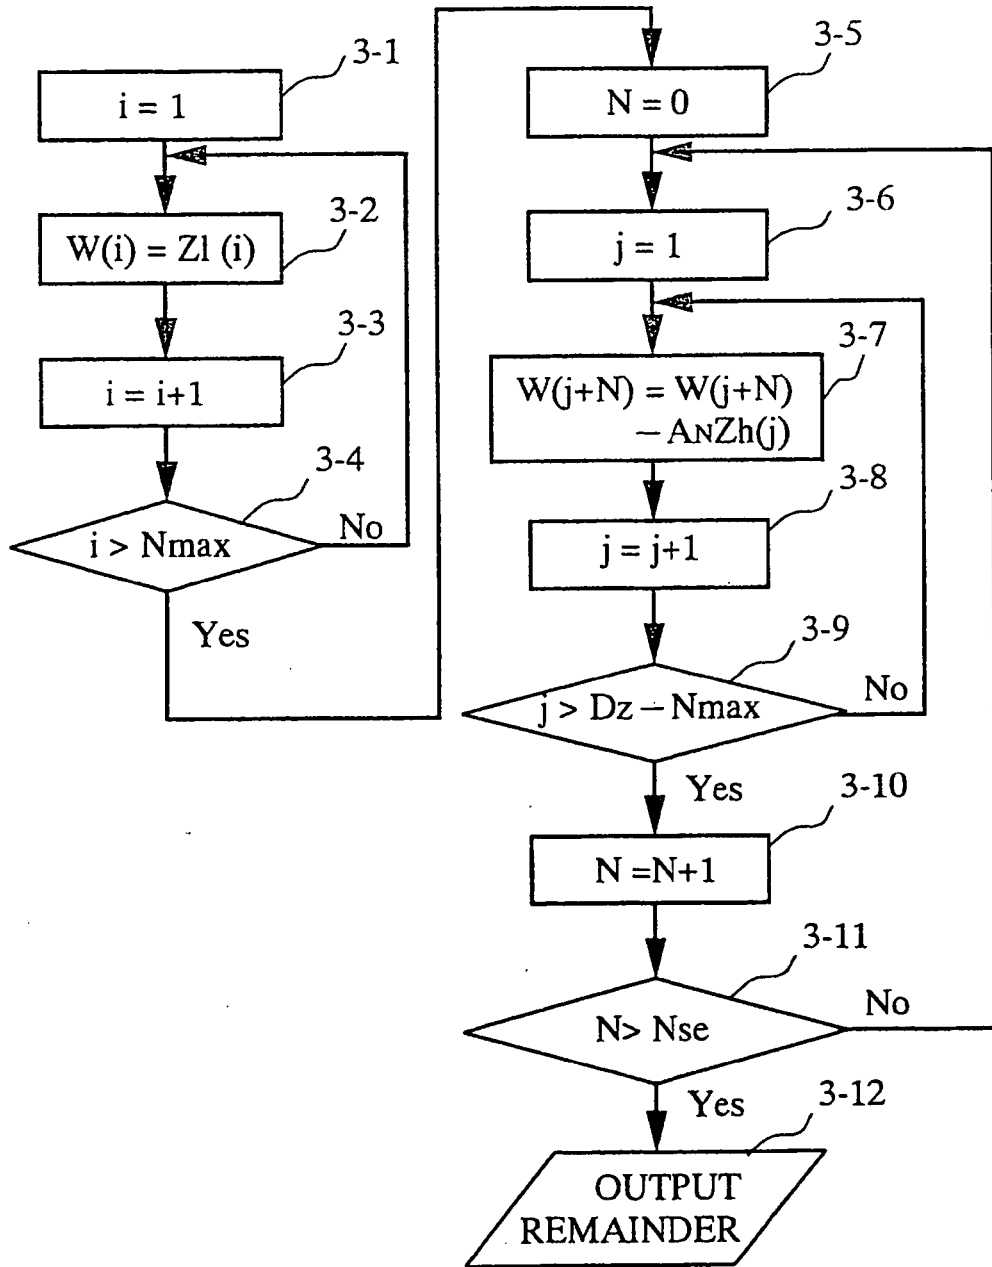 3-1
i = 1
3-2
W(i) = Zl (i)
3-3
i = i+1
3-4
i > Nmax
No
Yes
3-5
N = 0
3-6
j = 1
3-7
W(j+N) = W(j+N)
– ANZh(j)
3-8
j = j+1
3-9
j > Dz – Nmax
No
Yes
3-10
N =N+1
3-11
N> Nse
No
Yes
3-12
OUTPUT
REMAINDER